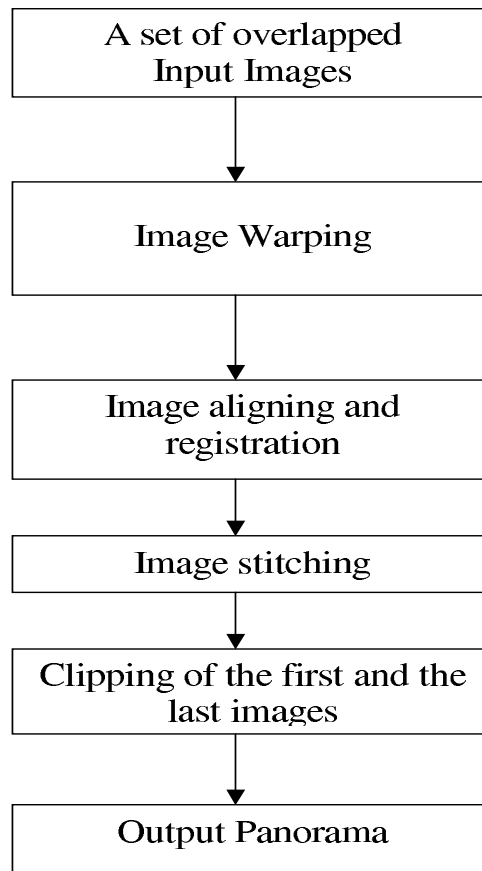 A set of overlapped
Input Images
Image Warping
Image aligning and
registration
Image stitching
Clipping of the first and the
last images
Output Panorama